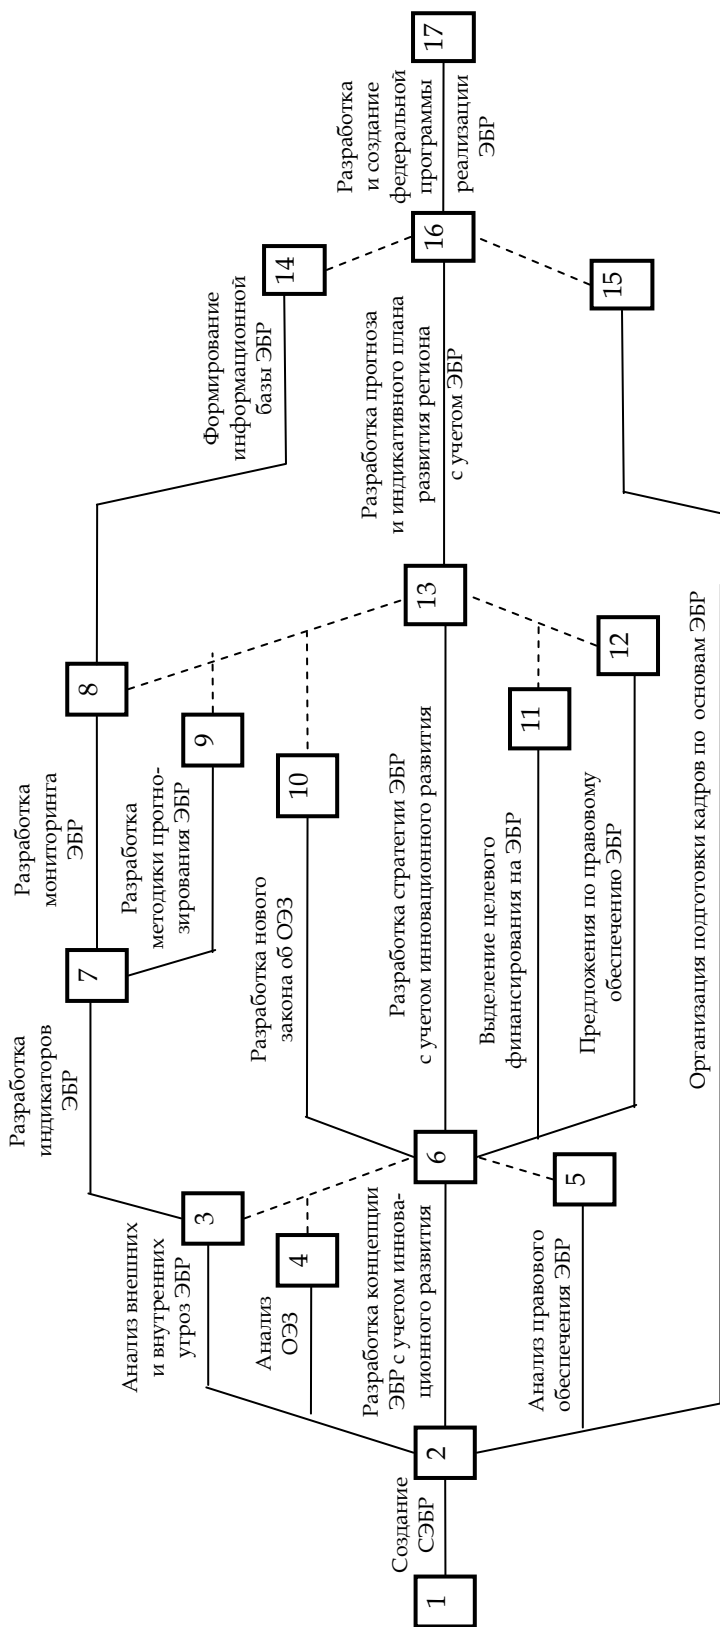 1
Создание
СЭБР
2
Анализ внешних
и внутренних
угроз ЭБР
3
Анализ
ОЭЗ
4
Разработка концепции
ЭБР с учетом иннова-
ционного развития
Анализ правового
обеспечения ЭБР
5
6
Разработка
индикаторов
ЭБР
7
Разработка
мониторинга
ЭБР
8
Разработка
методики прогно-
зирования ЭБР
9
Разработка нового
закона об ОЭЗ
10
Разработка стратегии ЭБР
с учетом инновационного развития
Выделение целевого
финансирования на ЭБР
11
Предложения по правовому
обеспечению ЭБР
12
Организация подготовки кадров по основам ЭБР
13
Формирование
информационной
базы ЭБР
14
Разработка прогноза
и индикативного плана
развития региона
с учетом ЭБР
15
16
Разработка
и создание
федеральной
программы
реализации
ЭБР
17